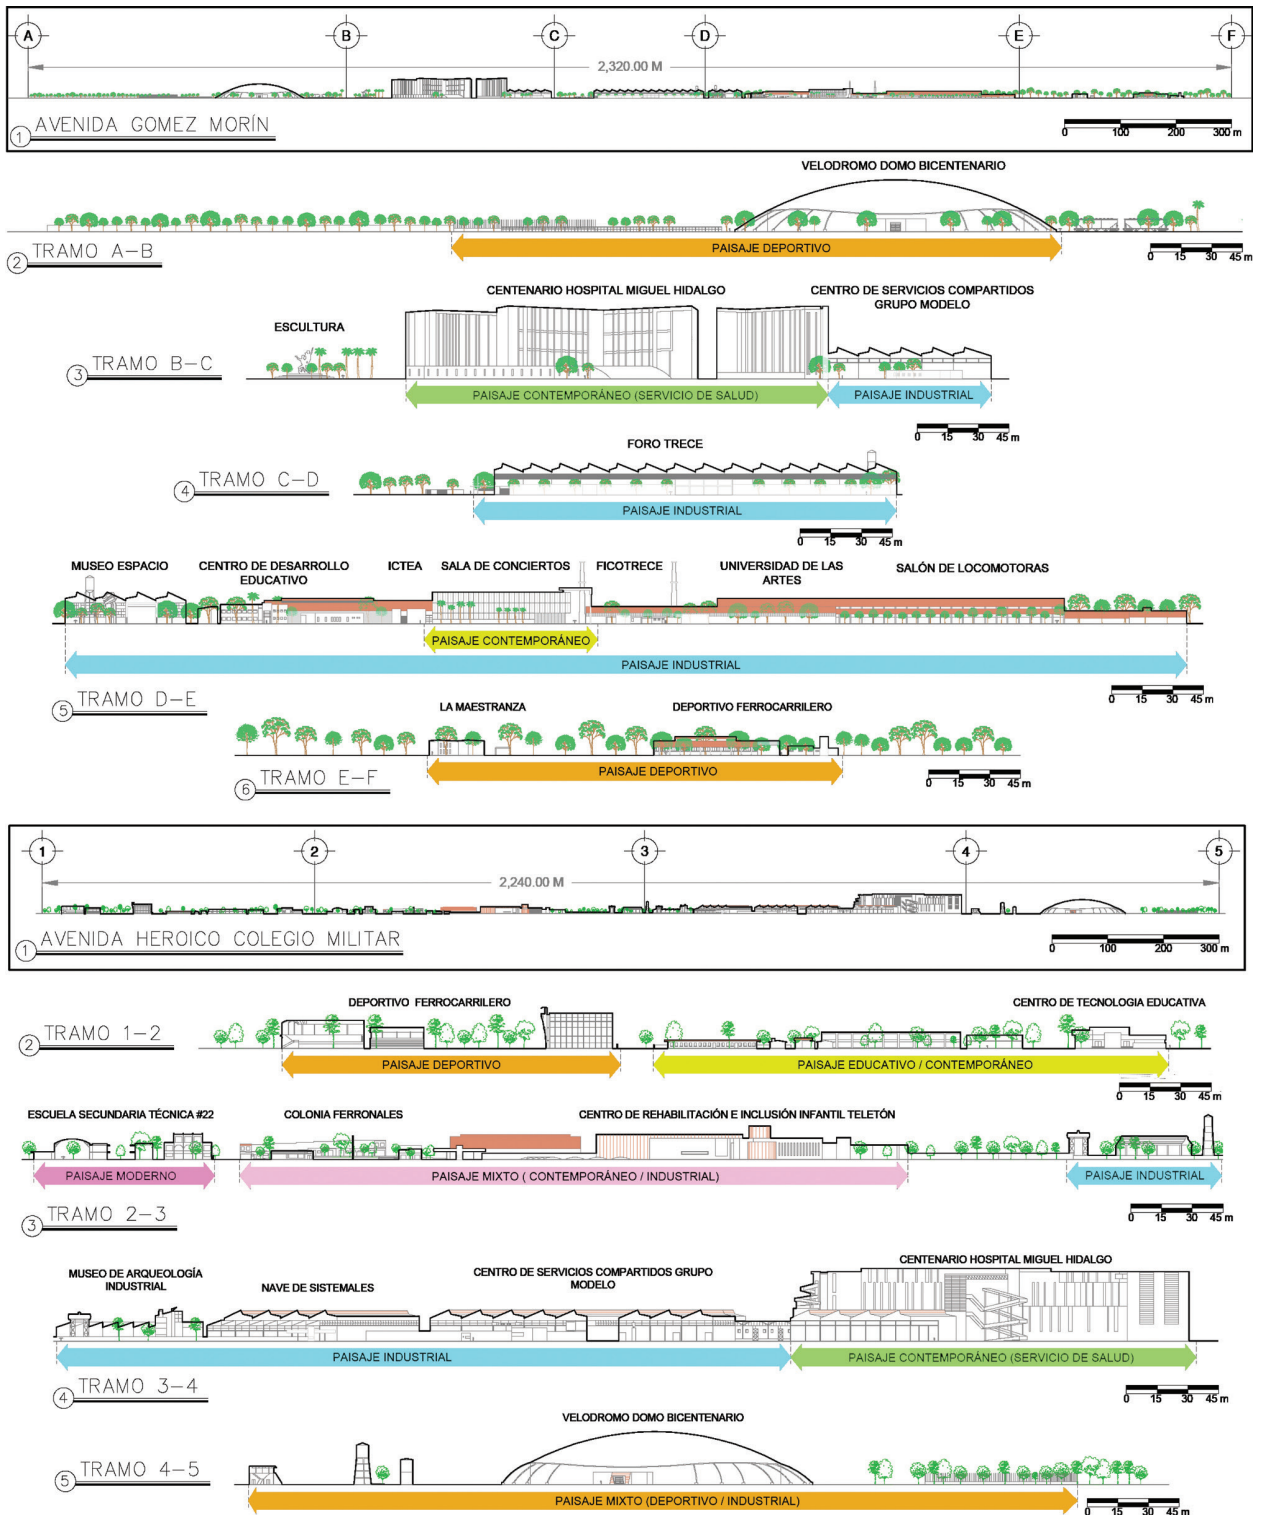 A B C D E F
2,320.00 M
1 AVENIDA GOMEZ MORÍN
0 100 200 300 m
VELODROMO DOMO BICENTENARIO
2 TRAMO A-B
PAISAJE DEPORTIVO
0 15 30 45 m
CENTENARIO HOSPITAL MIGUEL HIDALGO
CENTRO DE SERVICIOS COMPARTIDOS
GRUPO MODELO
ESCULTURA
3 TRAMO B-C
PAISAJE CONTEMPORÁNEO (SERVICIO DE SALUD)
PAISAJE INDUSTRIAL
0 15 30 45 m
FORO TRECE
4 TRAMO C-D
PAISAJE INDUSTRIAL
0 15 30 45 m
MUSEO ESPACIO
CENTRO DE DESARROLLO
EDUCATIVO
ICTEA
SALA DE CONCIERTOS
FICOTRECE
UNIVERSIDAD DE LAS
ARTES
SALÓN DE LOCOMOTORAS
PAISAJE CONTEMPORÁNEO
PAISAJE INDUSTRIAL
5 TRAMO D-E
0 15 30 45 m
LA MAESTRANZA
DEPORTIVO FERROCARRILERO
6 TRAMO E-F
PAISAJE DEPORTIVO
0 15 30 45 m
1 2 3 4 5
2,240.00 M
1 AVENIDA HEROICO COLEGIO MILITAR
0 100 200 300 m
DEPORTIVO FERROCARRILERO
CENTRO DE TECNOLOGIA EDUCATIVA
2 TRAMO 1-2
PAISAJE DEPORTIVO
PAISAJE EDUCATIVO / CONTEMPORÁNEO
0 15 30 45 m
ESCUELA SECUNDARIA TÉCNICA #22
COLONIA FERRONALES
CENTRO DE REHABILITACIÓN E INCLUSIÓN INFANTIL TELETÓN
PAISAJE MODERNO
PAISAJE MIXTO ( CONTEMPORÁNEO / INDUSTRIAL)
PAISAJE INDUSTRIAL
3 TRAMO 2-3
0 15 30 45 m
MUSEO DE ARQUEOLOGÍA
INDUSTRIAL
NAVE DE SISTEMALES
CENTRO DE SERVICIOS COMPARTIDOS GRUPO
MODELO
CENTENARIO HOSPITAL MIGUEL HIDALGO
PAISAJE INDUSTRIAL
PAISAJE CONTEMPORÁNEO (SERVICIO DE SALUD)
4 TRAMO 3-4
0 15 30 45 m
VELODROMO DOMO BICENTENARIO
5 TRAMO 4-5
PAISAJE MIXTO (DEPORTIVO / INDUSTRIAL)
0 15 30 45 m